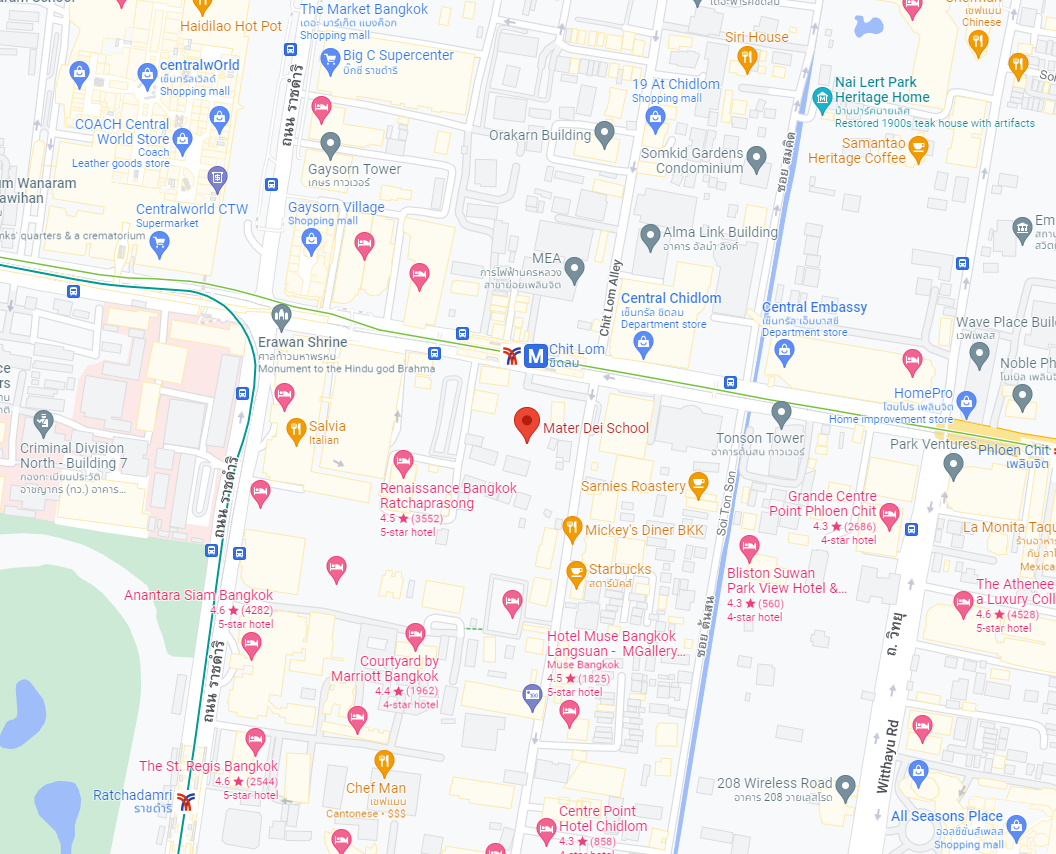 Haidilao Hot Pot
The Market Bangkok
เดอะ มาร์เก็ต แบงค็อก
Shopping mall
Chinese
Siri House
Big C Supercenter
บิ๊กซี ราชดำริ
centralwOrld
เซ็นทรัลเวิลด์
Shopping mall
19 At Chidlom
Shopping mall
Nai Lert Park
Heritage Home
บ้านปาร์คนายเลิศ
Restored 1900s teak house with artifacts
COACH Central
World Store
Coach
Leather goods store
ถนน ราชดำริ
Orakarn Building
Somkid Gardens
Condominium
ซอย สมคิด
Samantao
Heritage Coffee
Gaysorn Tower
เกษร ทาวเวอร์
um Wanaram
awihan
Centralworld CTW
Supermarket
Gaysorn Village
Shopping mall
nks' quarters & a crematorium
Alma Link Building
อาคาร อัลม่า ลิงค์
MEA
การไฟฟ้านครหลวง
สาขาย่อยเพลินจิต
Chit Lom Alley
Central Chidlom
เซ็นทรัล ชิดลม
Department store
Central Embassy
เซ็นทรัล เอ็มบาสซี
Department store
Wave Place Buil
เวฟเพลส
Erawan Shrine
ศาลท้าวมหาพรหม
Monument to the Hindu god Brahma
M
Chit Lom
ชิดลม
Noble Ph
โนเบิล เพลินจิต
HomePro
โฮมโปร เพลินจิต
Home improvement store
Salvia
Italian
Mater Dei School
Tonson Tower
อาคารต้นสน ทาวเวอร์
Park Ventures
Phloen Chit
เพลินจิต
Criminal Division
North - Building 7
กองทะเบียนประวัติ
อาชญากร (ทว.) อาคาร...
ถนน ราชดำริ
Renaissance Bangkok
Ratchaprasong
4.5 ★ (3552)
5-star hotel
Sarnies Roastery
Soi Ton Son
Grande Centre
Point Phloen Chit
4.3 ★ (2686)
4-star hotel
Mickey's Diner BKK
La Monita Taqu
ร้านอาหาร
Mexica
Starbucks
สตาร์บัคส์
Bliston Suwan
Park View Hotel &...
4.3 ★ (560)
4-star hotel
The Athenee
a Luxury Coll
4.6 ★ (4528)
5-star hotel
Anantara Siam Bangkok
4.6 ★ (4282)
5-star hotel
ซอย ต้นสน
ถ. วิทยุ
ถนน ราชดำริ
Courtyard by
Marriott Bangkok
4.4 ★ (1962)
4-star hotel
Hotel Muse Bangkok
Langsuan - MGallery...
Muse Bangkok
4.5 ★ (1825)
5-star hotel
Witthayu Rd
The St. Regis Bangkok
4.6 ★ (2544)
5-star hotel
Ratchadamri
ราชดำริ
Chef Man
เชฟแมน
Cantonese • $$$
208 Wireless Road
อาคาร 208 วายเลสโรด
Centre Point
Hotel Chidlom
4.3 ★ (858)
All Seasons Place
ออลซีซั่นส์เพลส
Shopping mall